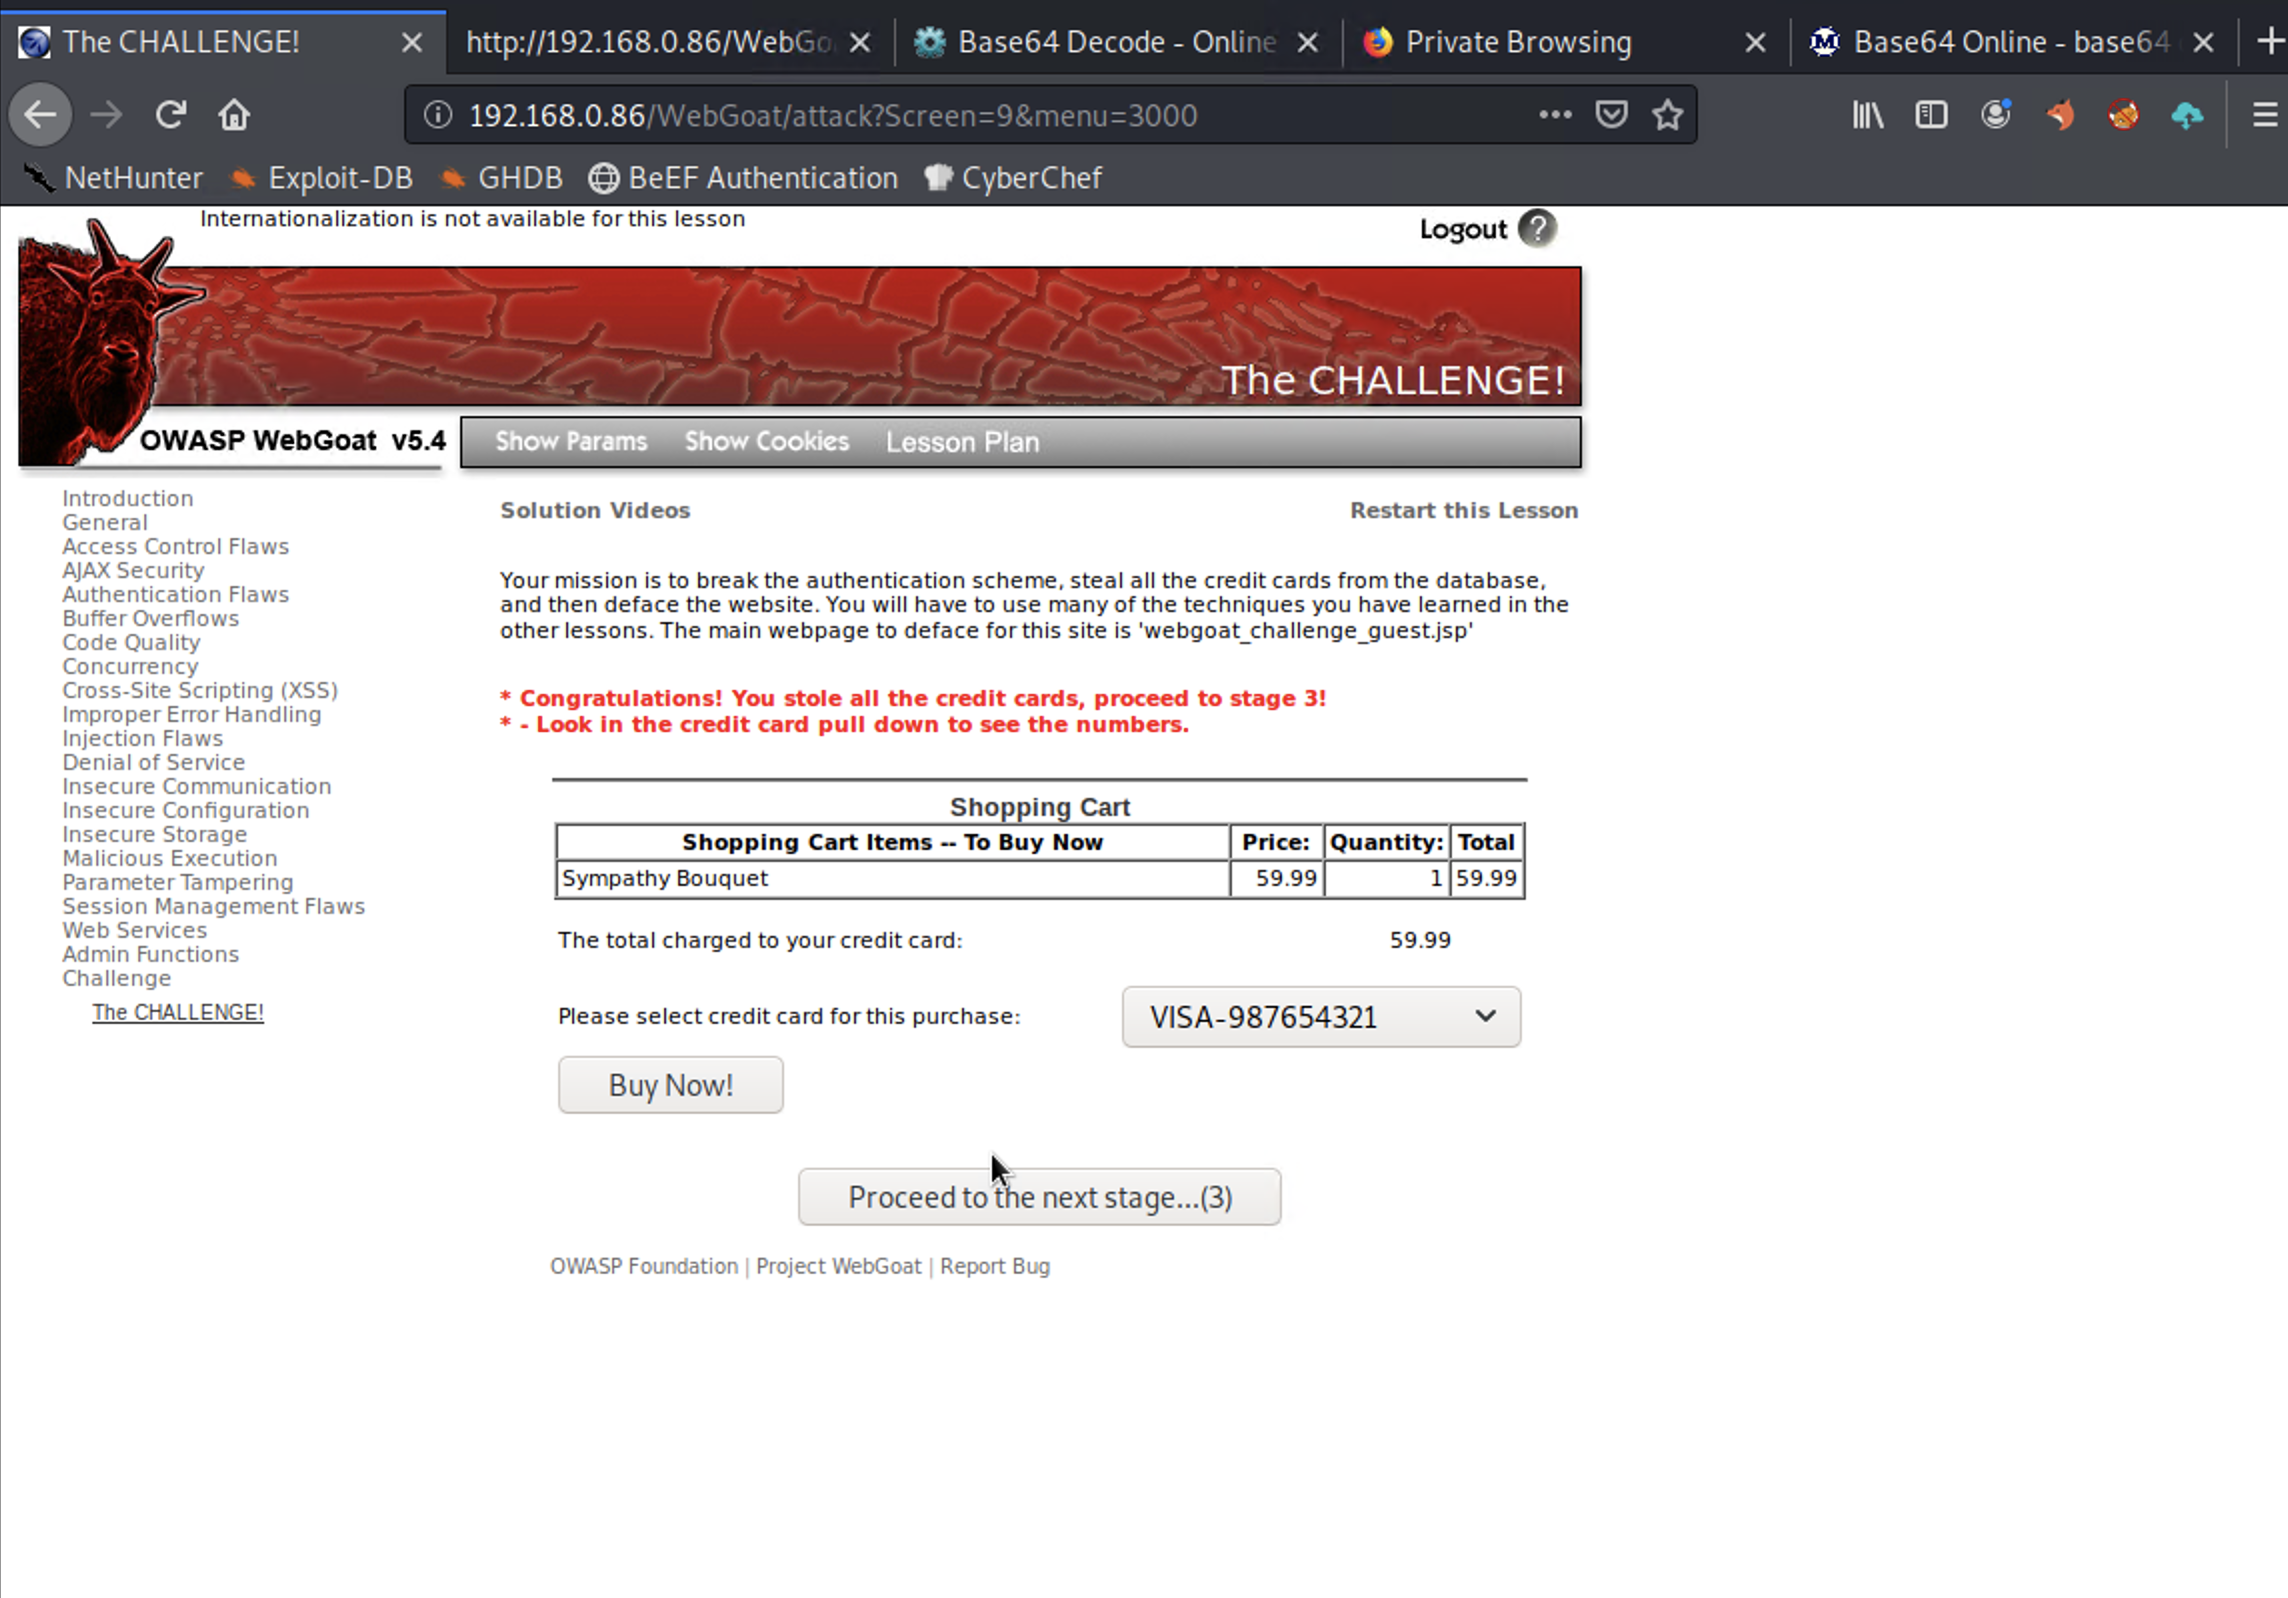 The CHALLENGE!
http://192.168.0.86/WebGo
Base64 Decode - Online
Private Browsing
Base64 Online - base64
192.168.0.86/WebGoat/attack?Screen=9&menu=3000
NetHunter
Exploit-DB
GHDB
BeEF Authentication
CyberChef
Internationalization is not available for this lesson
Logout ?
The CHALLENGE!
OWASP WebGoat v5.4
Show Params
Show Cookies
Lesson Plan
Introduction
General
Access Control Flaws
AJAX Security
Authentication Flaws
Buffer Overflows
Code Quality
Concurrency
Cross-Site Scripting (XSS)
Improper Error Handling
Injection Flaws
Denial of Service
Insecure Communication
Insecure Configuration
Insecure Storage
Malicious Execution
Parameter Tampering
Session Management Flaws
Web Services
Admin Functions
Challenge
The CHALLENGE!
Solution Videos
Restart this Lesson
Your mission is to break the authentication scheme, steal all the credit cards from the database,
and then deface the website. You will have to use many of the techniques you have learned in the
other lessons. The main webpage to deface for this site is 'webgoat_challenge_guest.jsp'
* Congratulations! You stole all the credit cards, proceed to stage 3!
* - Look in the credit card pull down to see the numbers.
Shopping Cart
Shopping Cart Items -- To Buy Now Price: Quantity: Total
Sympathy Bouquet 59.99 1 59.99
The total charged to your credit card: 59.99
Please select credit card for this purchase: VISA-987654321
Buy Now!
Proceed to the next stage...(3)
OWASP Foundation | Project WebGoat | Report Bug